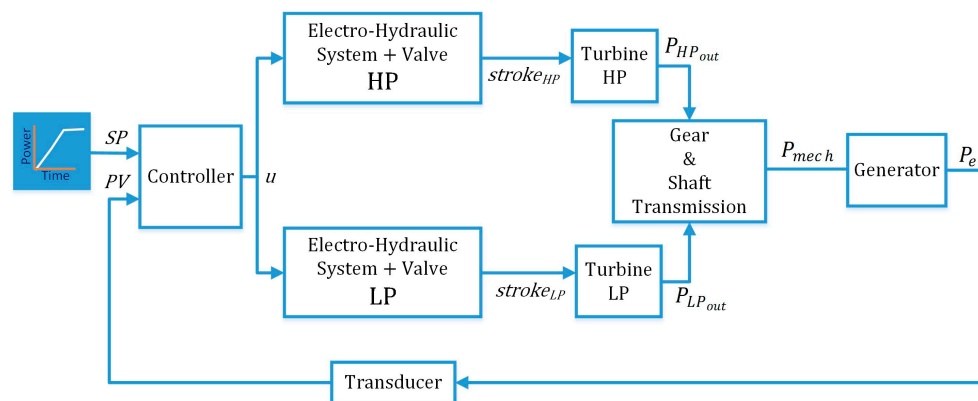 Electro-Hydraulic
System + Valve
HP
stroke_HP
Turbine
HP
P_HP_out
Power
Time
SP
PV
Controller
u
Gear
&
Shaft
Transmission
P_mech
Generator
P_e
Electro-Hydraulic
System + Valve
LP
stroke_LP
Turbine
LP
P_LP_out
Transducer